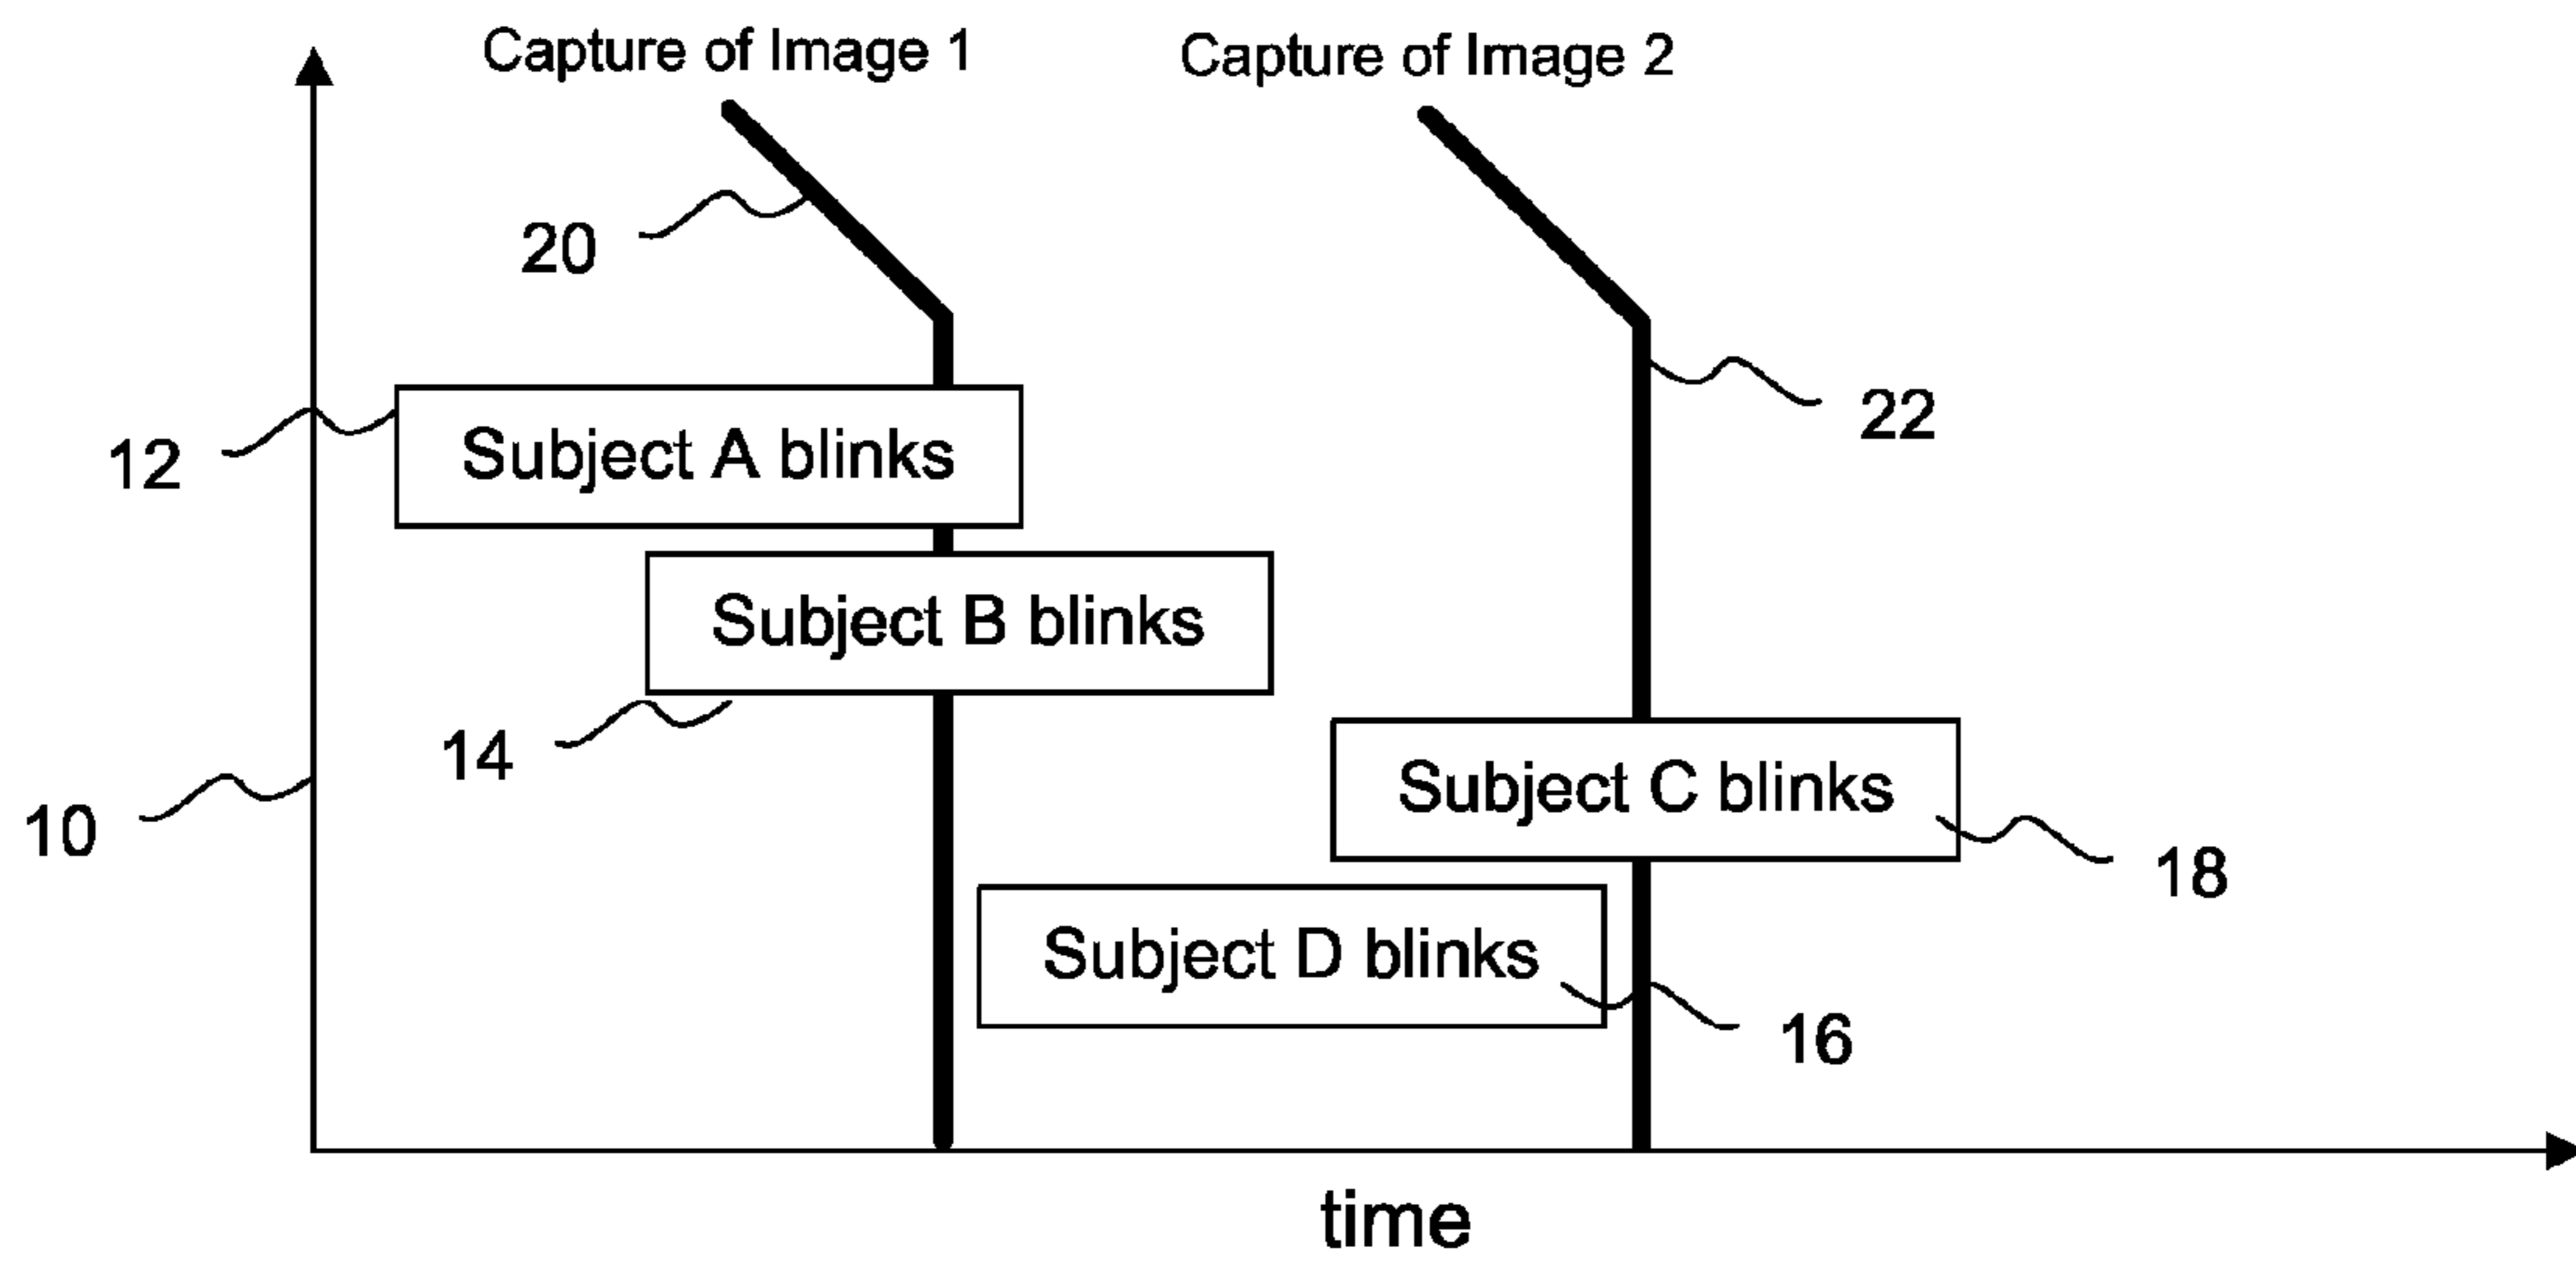 Capture of Image 1
Capture of Image 2
20
22
12
Subject A blinks
Subject B blinks
14
10
Subject C blinks
18
Subject D blinks
16
time